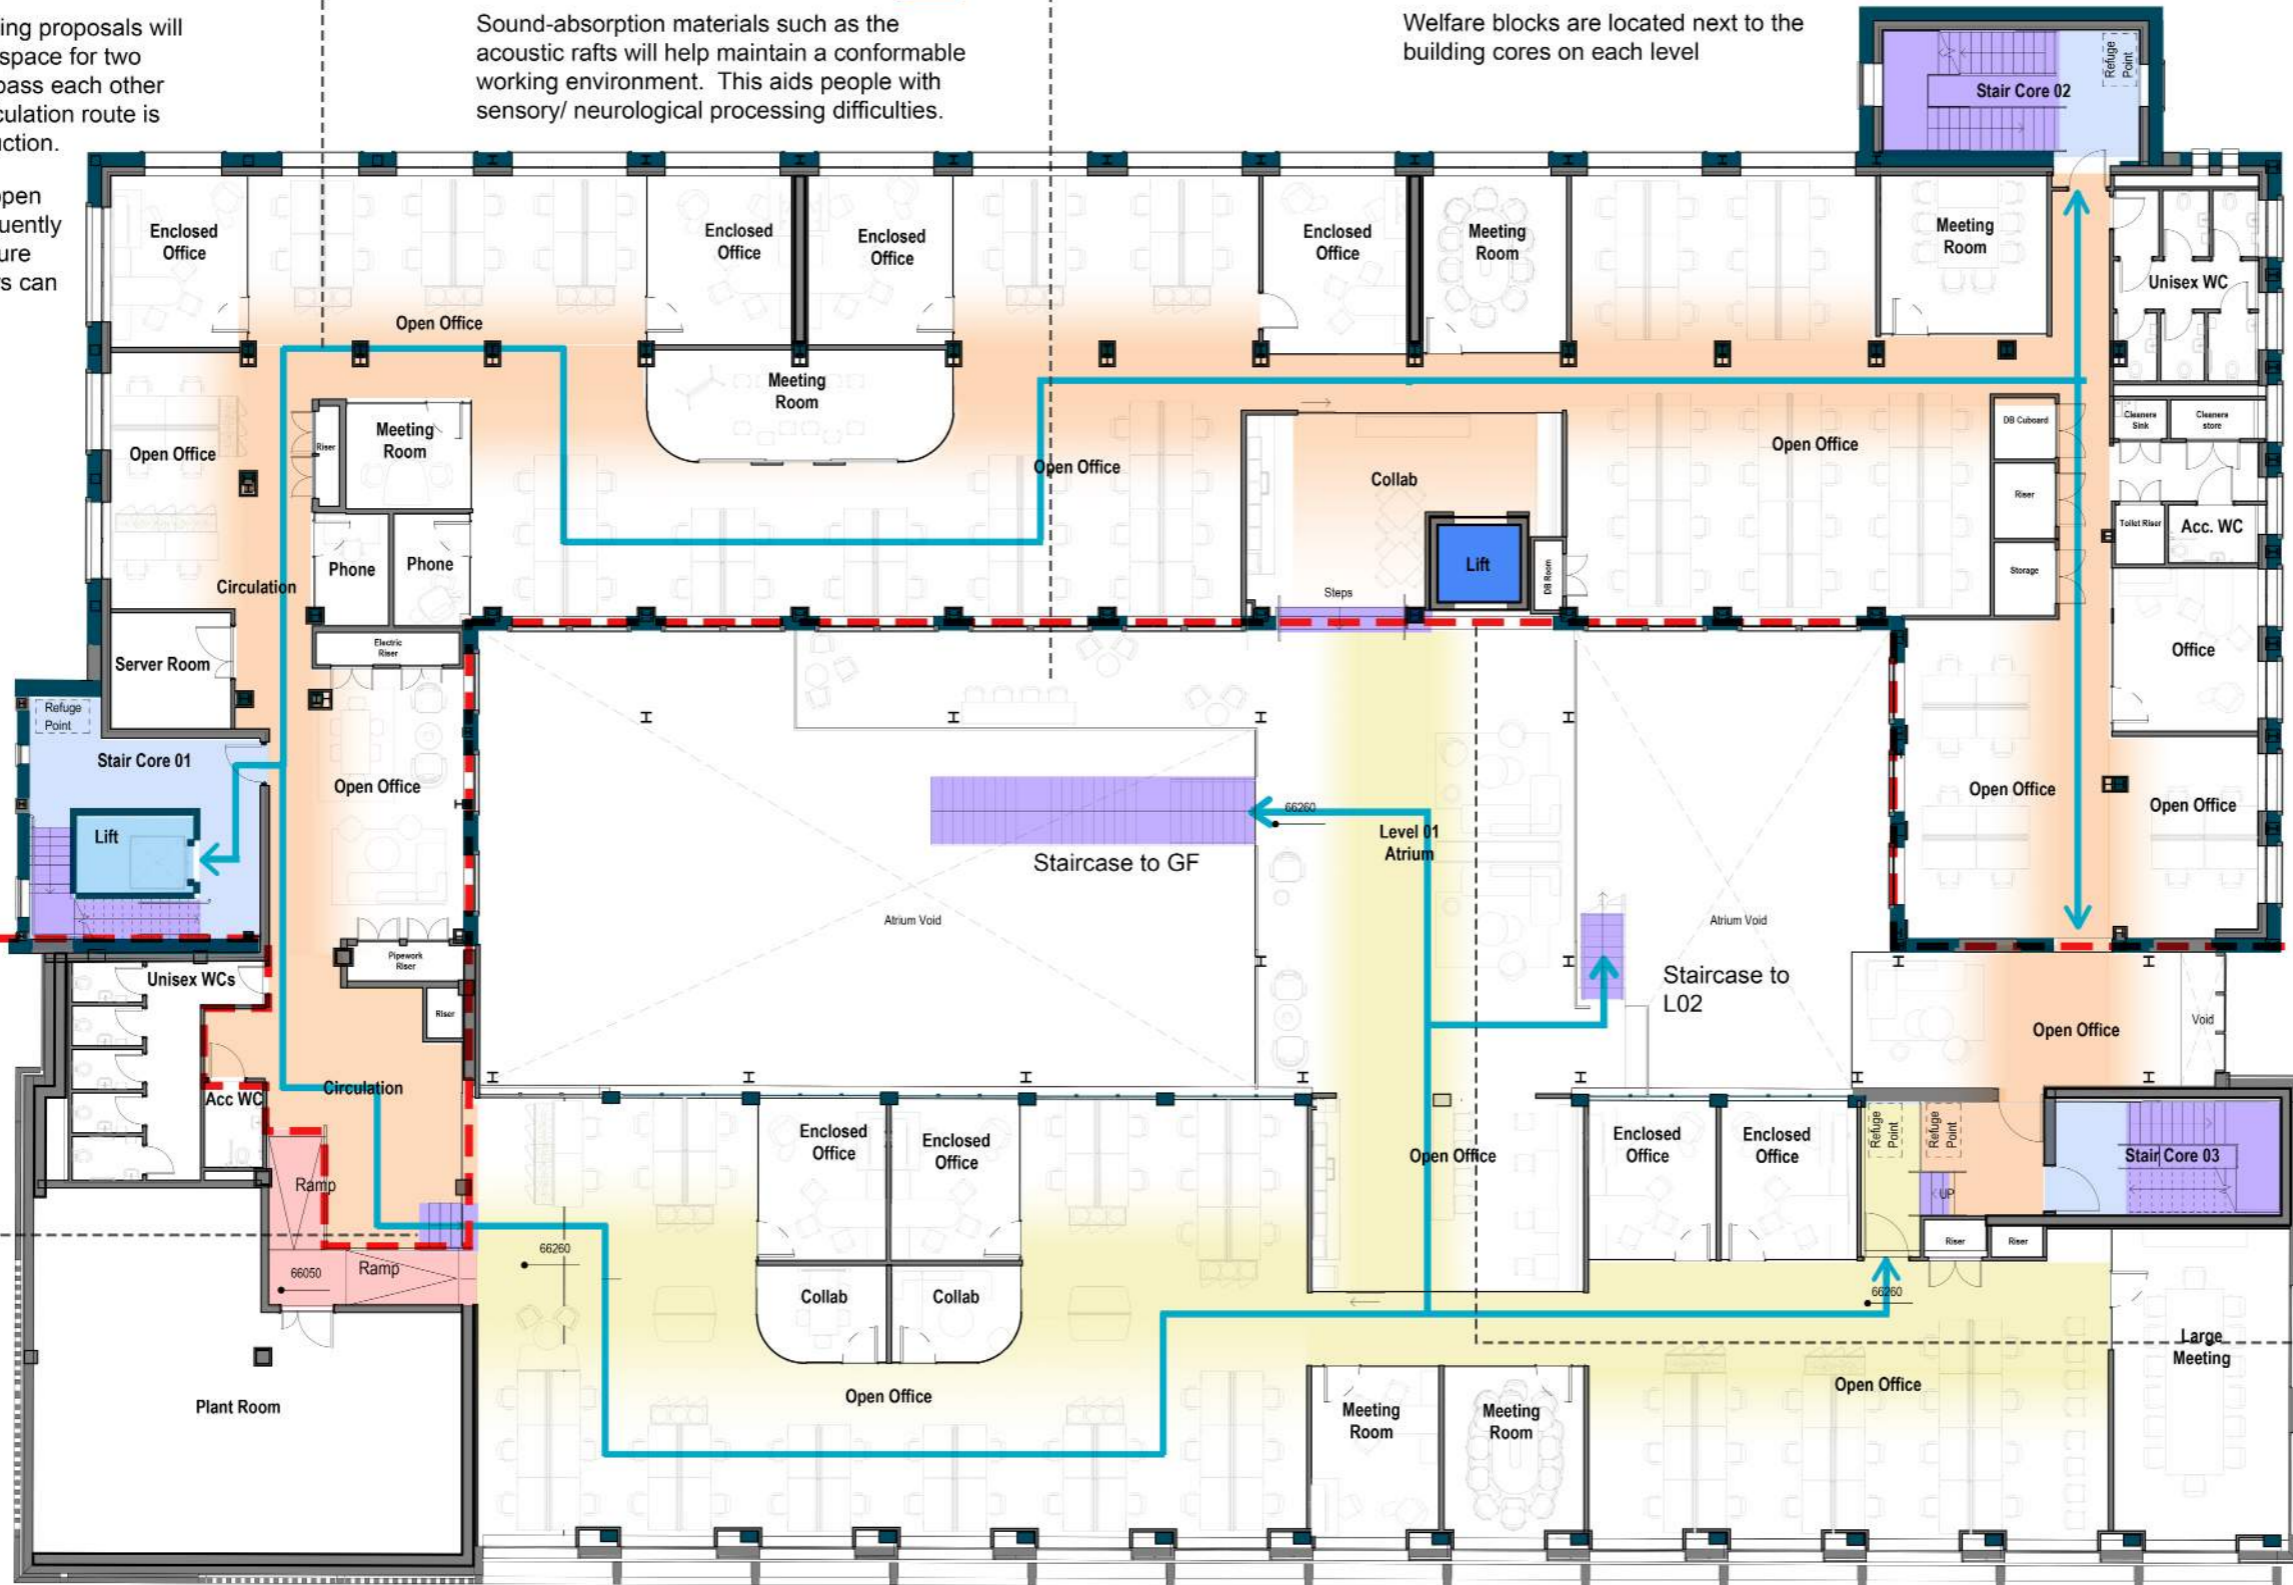 ing proposals will
space for two
pass each other
culation route is
uction.
open
uently
ure
s can
Sound-absorption materials such as the
acoustic rafts will help maintain a conformable
working environment. This aids people with
sensory/ neurological processing difficulties.
Welfare blocks are located next to the
building cores on each level
Stair Core 02
Refuge
Point
Enclosed
Office
Enclosed
Office
Enclosed
Office
Enclosed
Office
Meeting
Room
Meeting
Room
Unisex WC
Open Office
Meeting
Room
Open Office
Riser
Meeting
Room
Open Office
Collab
Open Office
DB Cuboard
Cleaners
Sink
Cleaners
store
Riser
Toilet Riser
Acc. WC
Circulation
Phone
Phone
Lift
DB Room
Storage
Steps
Server Room
Electric
Riser
Office
Refuge
Point
Stair Core 01
Open Office
Lift
Staircase to GF
66260
Level 01
Atrium
Open Office
Open Office
Atrium Void
Atrium Void
Staircase to
L02
Unisex WCs
Pipework
Riser
Riser
Open Office
Void
Acc WC
Circulation
Enclosed
Office
Enclosed
Office
Open Office
Enclosed
Office
Enclosed
Office
Refuge
Point
Refuge
Point
Stair Core 03
UP
Ramp
Ramp
66050
66260
Riser
Riser
Collab
Collab
66260
Plant Room
Open Office
Meeting
Room
Meeting
Room
Open Office
Large
Meeting